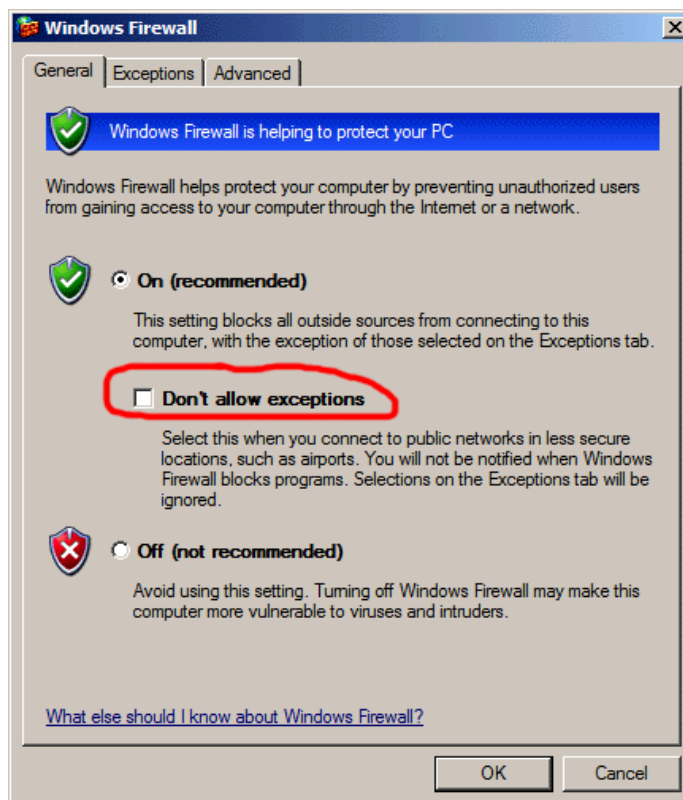 Windows Firewall
General Exceptions Advanced
Windows Firewall is helping to protect your PC
Windows Firewall helps protect your computer by preventing unauthorized users
from gaining access to your computer through the Internet or a network.
On (recommended)
This setting blocks all outside sources from connecting to this
computer, with the exception of those selected on the Exceptions tab.
Don't allow exceptions
Select this when you connect to public networks in less secure
locations, such as airports. You will not be notified when Windows
Firewall blocks programs. Selections on the Exceptions tab will be
ignored.
Off (not recommended)
Avoid using this setting. Turning off Windows Firewall may make this
computer more vulnerable to viruses and intruders.
What else should I know about Windows Firewall?
OK Cancel